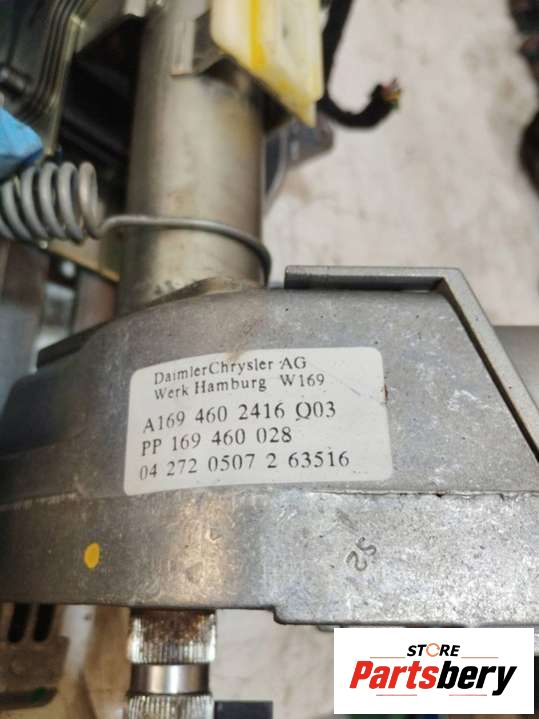 DaimlerChrysler AG
Werk Hamburg W169
A169 460 2416 Q03
PP 169 460 028
04 272 0507 2 63516
52
STORE
Partsbery